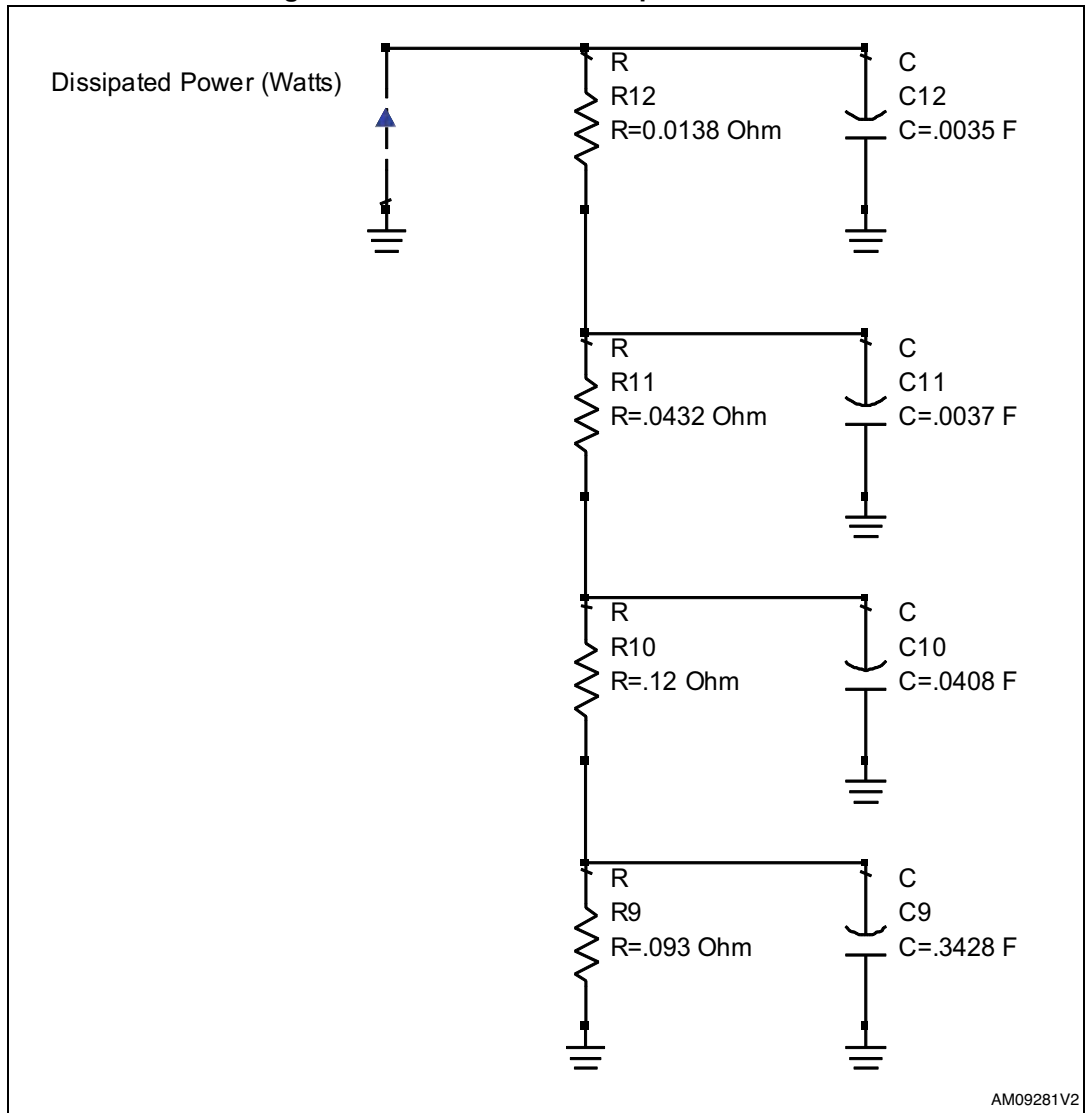 Dissipated Power (Watts)
R
R12
R=0.0138 Ohm
C
C12
C=.0035 F
R
R11
R=.0432 Ohm
C
C11
C=.0037 F
R
R10
R=.12 Ohm
C
C10
C=.0408 F
R
R9
R=.093 Ohm
C
C9
C=.3428 F
AM09281V2